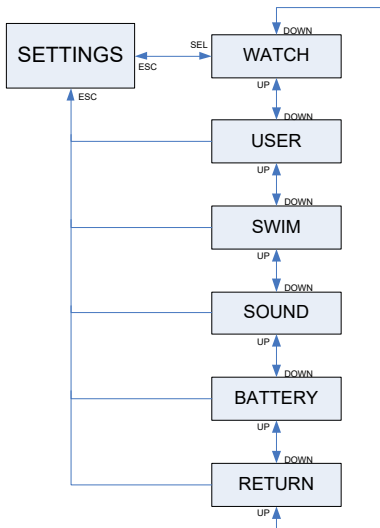 DOWN
SETTINGS
SEL
ESC
WATCH
ESC
UP
DOWN
USER
UP
DOWN
SWIM
UP
DOWN
SOUND
UP
DOWN
BATTERY
UP
DOWN
RETURN
UP